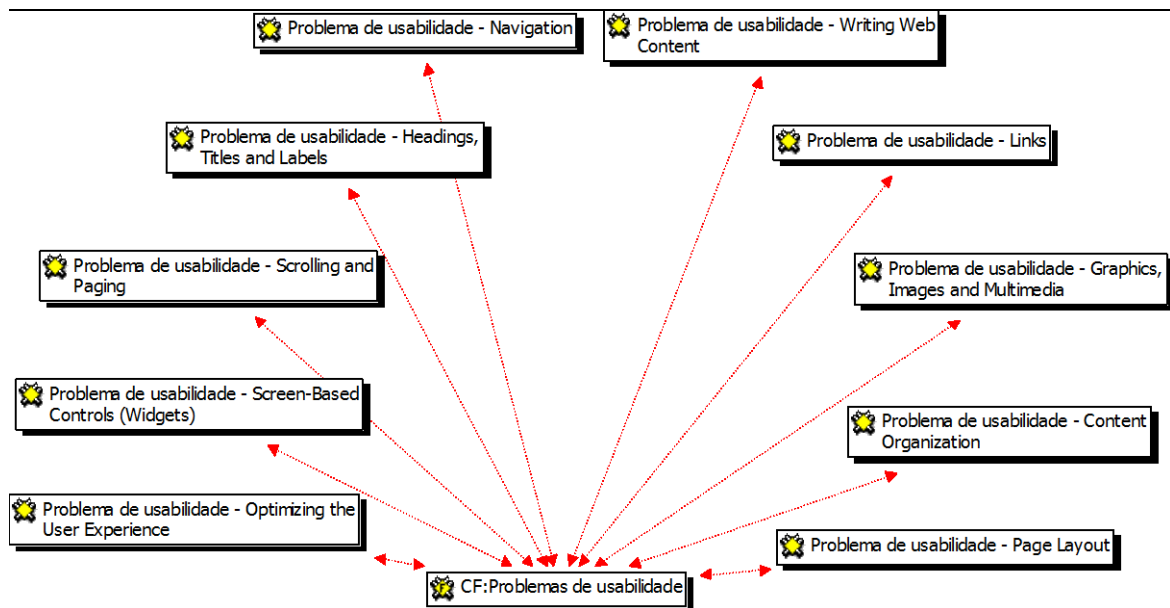 Problema de usabilidade - Navigation
Problema de usabilidade - Writing Web
Content
Problema de usabilidade - Headings,
Titles and Labels
Problema de usabilidade - Links
Problema de usabilidade - Scrolling and
Paging
Problema de usabilidade - Graphics,
Images and Multimedia
Problema de usabilidade - Screen-Based
Controls (Widgets)
Problema de usabilidade - Content
Organization
Problema de usabilidade - Optimizing the
User Experience
Problema de usabilidade - Page Layout
F CF:Problemas de usabilidade